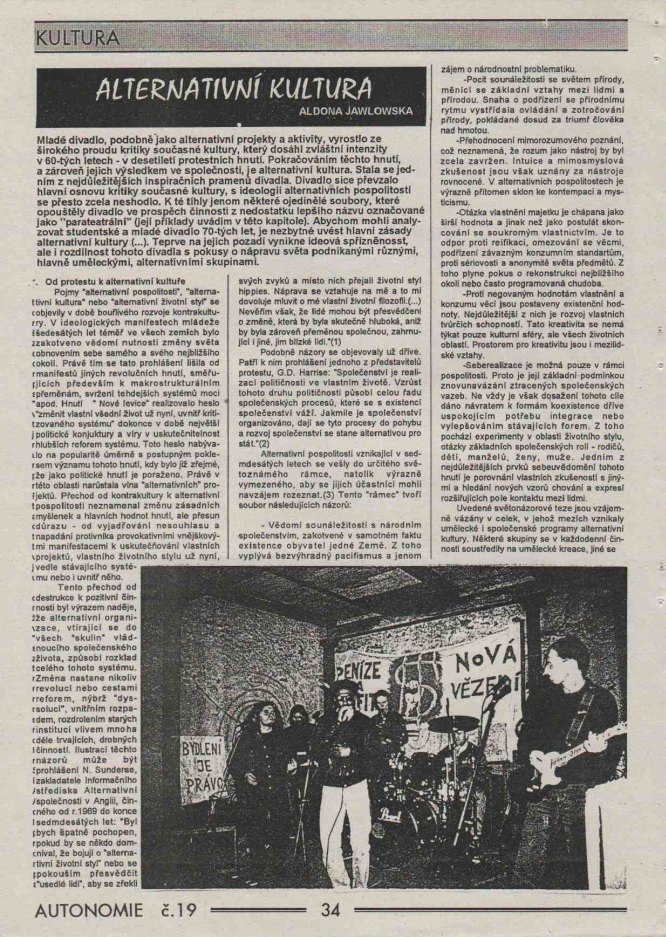 KULTURA
ALTERNATIVNÍ KULTURA
ALDONA JAWLOWSKA
Mladé divadlo, podobně jako alternativní projekty a aktivity, vyrostlo ze
širokého proudu kritiky současné kultury, který dosáhl zvláštní intenzity
v 60-tých letech - v desetiletí protestních hnutí. Pokračováním těchto hnutí,
a zároveň jejich výsledkem ve společnosti, je alternativní kultura. Stala se jed-
ním z nejdůležitějších inspiračních pramenů divadla. Divadlo sice převzalo
hlavní osnovu kritiky současné kultury, s ideologií alternativních pospolitostí
se přesto zcela neshodlo. K té tíhly jenom některé ojedinělé soubory, které
opouštěly divadlo ve prospěch činnosti z nedostatku lepšího názvu označované
jako "parateatrální" (její příklady uvádím v této kapitole). Abychom mohli analy-
zovat studentské a mladé divadlo 70-tých let, je nezbytné uvést hlavní zásady
alternativní kultury (...). Teprve na jejich pozadí vynikne ideová spřízněnost,
ale i rozdílnost tohoto divadla s pokusy o nápravu světa podnikanými různými,
hlavně uměleckými, alternativními skupinami.
Od protestu k alternativní kultuře
Pojmy "alternativní pospolitosti", "alterna-
tivní kultura" nebo "alternativní životní styl" se
objevily v době bouřlivého rozvoje kontrakultu-
ry. V ideologických manifestech mládeže
šedesátých let téměř ve všech zemích bylo
zakotveno vědomí nutnosti změny světa
obnovením sebe samého a svého nejbližšího
okolí. Právě tím se tato prohlášení lišila od
manifestů jiných revolučních hnutí, směřu-
jících především k makrostrukturálním
přeměnám, svržení tehdejších systémů moci
apod. Hnutí " Nové levice" realizovalo heslo
"změnit vlastní všední život už nyní, uvnitř kriti-
zovaného systému" dokonce v době největší
politické konjuktury a víry v uskutečnitelnost
hlubších reforem systému. Toto heslo nabýva-
lo na popularitě úměrně s postupným pokle-
sem významu tohoto hnutí, kdy bylo již zřejmé,
že jako politické hnutí je poraženo. Právě v
této oblasti narůstala vlna "alternativních" pro-
jektů. Přechod od kontrakultury k alternativní
pospolitosti neznamenal změnu zásadních
myšlenek a hlavních hodnot hnutí, ale přesun
důrazu - od vyjadřování nesouhlasu a
napadání protivníka provokativními vnějškový-
mi manifestacemi k uskutečňování vlastních
projektů, vlastního životního stylu už nyní,
vedle stávajícího systé-
mu nebo i uvnitř něho.
Tento přechod od
destrukce k pozitivní čin-
nosti byl výrazem naděje,
že alternativní organi-
zace, vtírající se do
"všech "skulin" vlád-
noucího společenského
života, způsobí rozklad
celého tohoto systému.
Změna nastane nikoliv
revolucí nebo cestami
reforem, nýbrž "dys-
solucí", vnitřním rozpa-
dem, rozdrolením starých
institucí vlivem mnoha
déle trvajících, drobných
činností. Ilustrací těchto
názorů může být
prohlášení N. Sunderse,
zakladatele Informačního
střediska Alternativní
společnosti v Anglii, čin-
ného od r.1969 do konce
sedmdesátých let: "Byl
bych špatně pochopen,
pokud by se někdo dom-
níval, že bojuji o "alterna-
tivní životní styl" nebo se
pokouším přesvědčit
"usedlé lidi", aby se zřekli
svých zvyků a místo nich přejali životní styl
hippies. Náprava se vztahuje na mě a to mi
dovoluje mluvit o mé vlastní životní filozofii.(...)
Nevěřím však, že lidé mohou být přesvědčeni
o změně, která by byla skutečně hluboká, aniž
by byla zároveň přeměnou společnou, zahrnu-
jící i jiné, jim blízké lidi."(1)
Podobné názory se objevovaly už dříve.
Patří k nim prohlášení jednoho z představitelů
protestu, G.D. Harrise: "Společenství je reali-
zací političnosti ve vlastním životě. Vzrůst
tohoto druhu političnosti působí celou řadu
společenských procesů, které se s existencí
společenství váží. Jakmile je společenství
organizováno, dají se tyto procesy do pohybu
a rozvoj společenství se stane alternativou pro
stát."(2)
Alternativní pospolitosti vznikající v sed-
mdesátých letech se vešly do určitého svě-
tonázorného rámce, natolik výrazně
vymezeného, aby se jejich účastníci mohli
navzájem rozeznat.(3) Tento "rámec" tvoří
soubor následujících názorů:
- Vědomí sounáležitosti s národním
společenstvím, zakotvené v samotném faktu
existence obyvatel jedné Země. Z toho
vyplývá bezvýhradný pacifismus a jenom
zájem o národnostní problematiku.
-Pocit sounáležitosti se světem přírody,
měnící se základní vztahy mezi lidmi a
přírodou. Snaha o podřízení se přírodnímu
rytmu vystřídala ovládání a zotročování
přírody, pokládané dosud za triumf člověka
nad hmotou.
-Přehodnocení mimorozumového poznání,
což neznamená, že rozum jako nástroj by byl
zcela zavržen. Intuice a mimosmyslová
zkušenost jsou však uznány za nástroje
rovnocené. V alternativních pospolitostech je
výrazně přítomen sklon ke kontempaci a mys-
ticismu.
-Otázka vlastnění majetku je chápana jako
širší hodnota a jinak než jako postulát skon-
cování se soukromým vlastnictvím. Je to
odpor proti reifikaci, omezování se věcmi,
podřízení závazným konzumním standartům,
proti sériovosti a anonymitě světa předmětů. Z
toho plyne pokus o rekonstrukci nejbližšího
okolí nebo často programovaná chudoba.
-Proti negovaným hodnotám vlastnění a
konzumu věcí jsou postaveny existenční hod-
noty. Nejdůležitější z nich je rozvoj vlastních
tvůrčích schopností. Tato kreativita se nemá
týkat pouze kulturní sféry, ale všech životních
oblastí. Prostorem pro kreativitu jsou i mezilid-
ské vztahy.
-Seberealizace je možná pouze v rámci
pospolitosti. Proto je její základní podmínkou
znovunavázání ztracených společenských
vazeb. Ne vždy je však dosažení tohoto cíle
dáno návratem k formám koexistence dříve
uspokojícím potřebu integrace nebo
vylepšováním stávajících forem. Z toho
pochází experimenty v oblasti životního stylu,
otázky základních společenských rolí - rodičů,
dětí, manželů, ženy, muže. Jedním z
nejdůležitějších prvků sebeuvědomění tohoto
hnutí je porovnání vlastních zkušeností s jiný-
mi a hledání nových vzorů chování a expresí
rozšiřujících pole kontaktu mezi lidmi.
Uvedené světonázorové teze jsou vzájem-
ně vázány v celek, v jehož mezích vznikaly
umělecké i společenské programy alternativní
kultury. Některé skupiny se v každodenní čin-
nosti soustředily na umělecké kreace, jiné se
PENÍZE
NOVÁ
VĚZENÍ
BYDLENÍ
JE
PRÁVO
Pearl
AUTONOMIE č.19
34